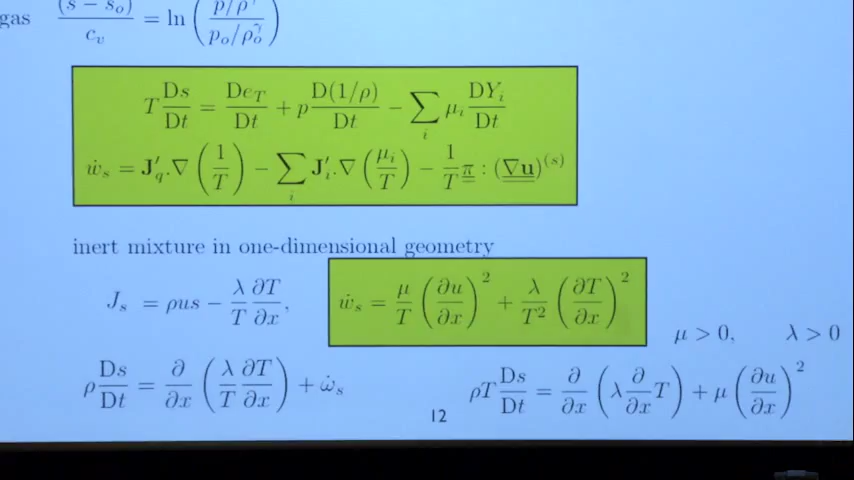 gas (s − s_o)/c_v = ln( (p/ρ^γ)/(p_o/ρ_o^γ) )
T Ds/Dt = De_T/Dt + p D(1/ρ)/Dt − ∑_i μ_i DY_i/Dt
ẇ_s = J′_q.∇(1/T) − ∑_i J′_i.∇(μ_i/T) − 1/T π : (∇u)^(s)
inert mixture in one-dimensional geometry
J_s = ρus − λ/T ∂T/∂x,
ẇ_s = μ/T (∂u/∂x)² + λ/T² (∂T/∂x)²
μ > 0, λ > 0
ρ Ds/Dt = ∂/∂x (λ/T ∂T/∂x) + ω̇_s
ρT Ds/Dt = ∂/∂x (λ ∂/∂x T) + μ (∂u/∂x)²
12